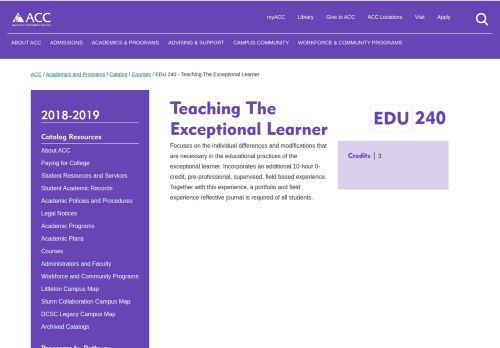 myACC Library Give to ACC ACC Locations Visit Apply
ACC
ABOUT ACC ADMISSIONS ACADEMICS & PROGRAMS ADVISING & SUPPORT CAMPUS COMMUNITY WORKFORCE & COMMUNITY PROGRAMS
ACC / Academics and Programs / Catalog / Courses / EDU 240 - Teaching The Exceptional Learner
2018-2019
Catalog Resources
About ACC
Paying for College
Student Resources and Services
Student Academic Records
Academic Policies and Procedures
Legal Notices
Academic Programs
Academic Plans
Courses
Administrators and Faculty
Workforce and Community Programs
Littleton Campus Map
Sturm Collaboration Campus Map
DCSC Legacy Campus Map
Archived Catalogs
Teaching The
Exceptional Learner
Focuses on the individual differences and modifications that
are necessary in the educational practices of the
exceptional learner. Incorporates an additional 10-hour 0-
credit, pre-professional, supervised, field based experience.
Together with this experience, a portfolio and field
experience reflective journal is required of all students.
EDU 240
Credits | 3
Programs by Pathway